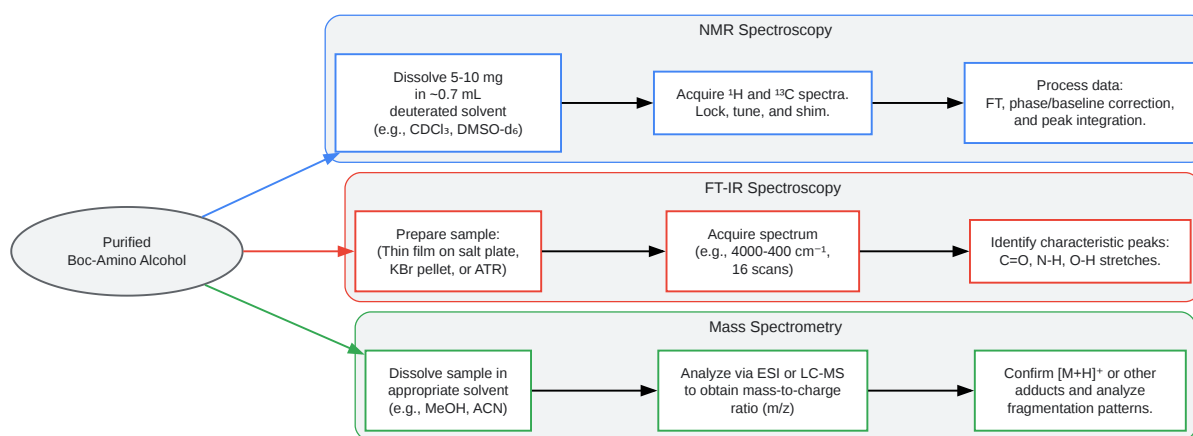 NMR Spectroscopy
Dissolve 5-10 mg
in ~0.7 mL
deuterated solvent
(e.g., CDCl₃, DMSO-d₆)
Acquire ¹H and ¹³C spectra.
Lock, tune, and shim.
Process data:
FT, phase/baseline correction,
and peak integration.
FT-IR Spectroscopy
Purified
Boc-Amino Alcohol
Prepare sample:
(Thin film on salt plate,
KBr pellet, or ATR)
Acquire spectrum
(e.g., 4000-400 cm⁻¹,
16 scans)
Identify characteristic peaks:
C=O, N-H, O-H stretches.
Mass Spectrometry
Dissolve sample in
appropriate solvent
(e.g., MeOH, ACN)
Analyze via ESI or LC-MS
to obtain mass-to-charge
ratio (m/z)
Confirm [M+H]⁺ or other
adducts and analyze
fragmentation patterns.